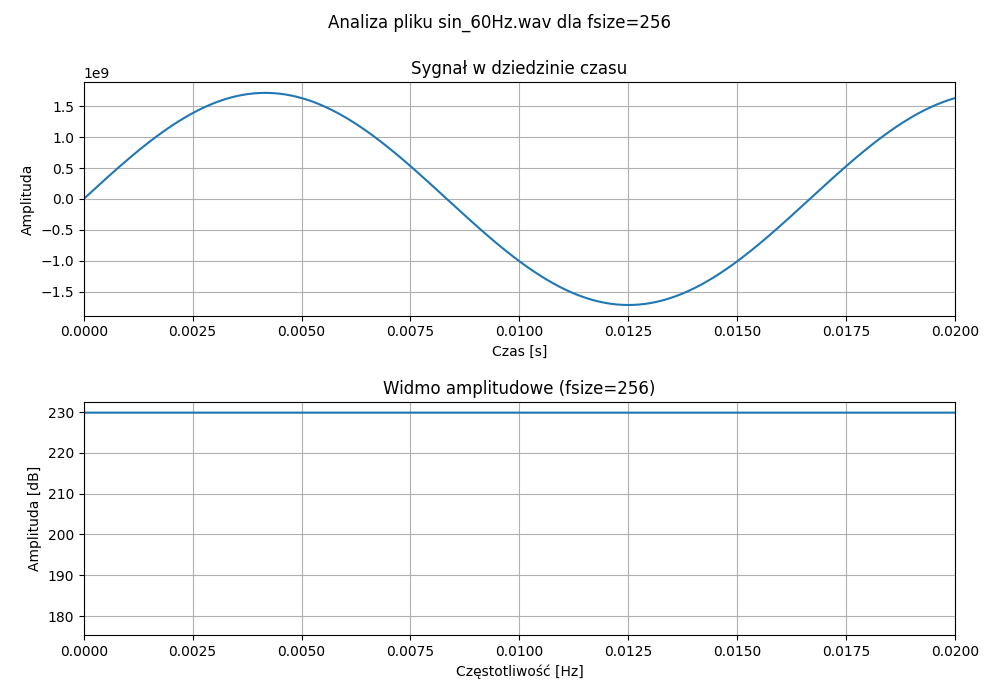 Analiza pliku sin_60Hz.wav dla fsize=256
Sygnał w dziedzinie czasu
1e9
1.5
1.0
0.5
0.0
−0.5
−1.0
−1.5
Amplituda
0.0000 0.0025 0.0050 0.0075 0.0100 0.0125 0.0150 0.0175 0.0200
Czas [s]
Widmo amplitudowe (fsize=256)
230
220
210
200
190
180
Amplituda [dB]
0.0000 0.0025 0.0050 0.0075 0.0100 0.0125 0.0150 0.0175 0.0200
Częstotliwość [Hz]